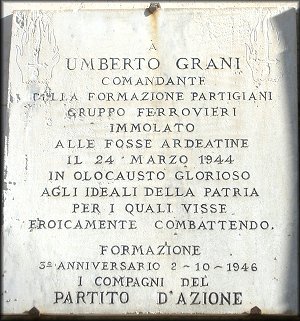 A
UMBERTO GRANI
COMANDANTE
DELLA FORMAZIONE PARTIGIANI
GRUPPO FERROVIERI
IMMOLATO
ALLE FOSSE ARDEATINE
IL 24 MARZO 1944
IN OLOCAUSTO GLORIOSO
AGLI IDEALI DELLA PATRIA
PER I QUALI VISSE
EROICAMENTE COMBATTENDO.
FORMAZIONE
3º ANNIVERSARIO 2-10-1946
I COMPAGNI DEL
PARTITO D'AZIONE